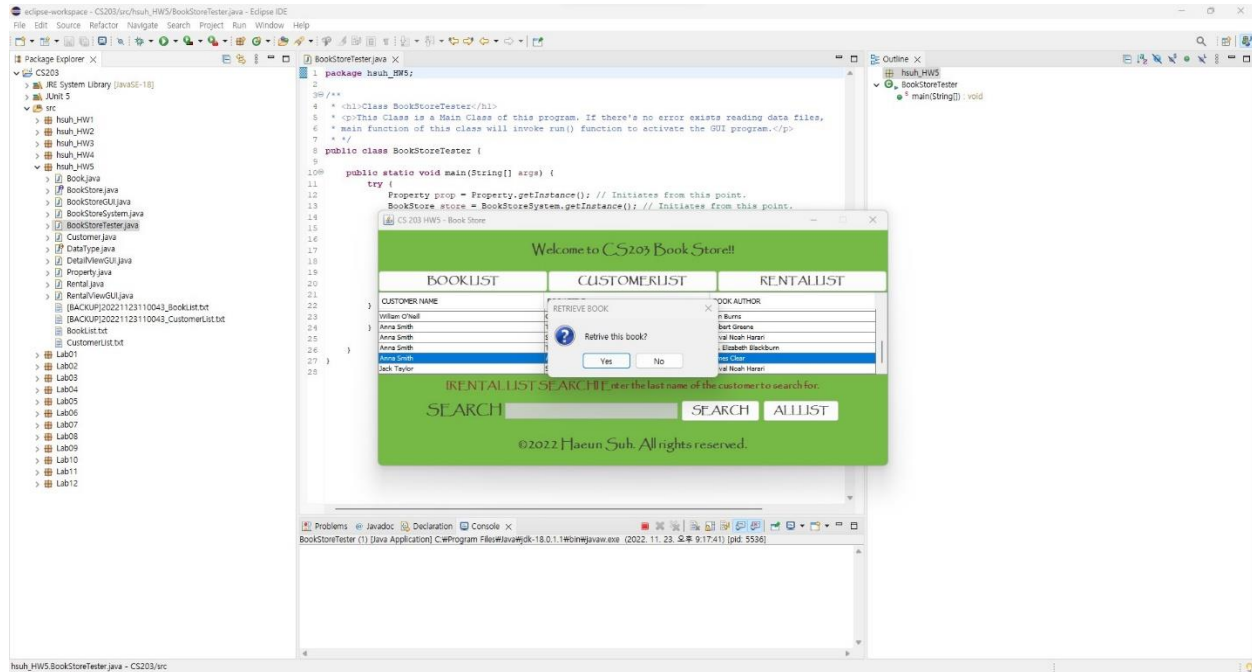 eclipse-workspace - CS203/src/hsuh_HW5/BookStoreTester.java - Eclipse IDE
File Edit Source Refactor Navigate Search Project Run Window Help
Package Explorer
CS203
JRE System Library [JavaSE-18]
JUnit 5
src
hsuh_HW1
hsuh_HW2
hsuh_HW3
hsuh_HW4
hsuh_HW5
Book.java
BookStore.java
BookStoreGUI.java
BookStoreSystem.java
BookStoreTester.java
Customer.java
DataType.java
DetailViewGUI.java
Property.java
Rental.java
RentalViewGUI.java
[BACKUP]20221123110043_BookList.txt
[BACKUP]20221123110043_CustomerList.txt
BookList.txt
CustomerList.txt
Lab01
Lab02
Lab03
Lab04
Lab05
Lab06
Lab07
Lab08
Lab09
Lab10
Lab11
Lab12
BookStoreTester.java
1 package hsuh_HW5;
2
3 /**
4 * <h1>Class BookStoreTester</h1>
5 * <p>This Class is a Main Class of this program. If there's no error exists reading data files,
6 * main function of this class will invoke run() function to activate the GUI program.</p>
7 * */
8 public class BookStoreTester {
9
10 public static void main(String[] args) {
11 try {
12 Property prop = Property.getInstance(); // Initiates from this point.
13 BookStore store = BookStoreSystem.getInstance(); // Initiates from this point.
14
15
16
17
18
19
20
21
22 }
23
24 }
25
26 }
27 }
28
CS 203 HW5 - Book Store
Welcome to CS203 Book Store!!
BOOKLIST CUSTOMERLIST RENTALLIST
CUSTOMER NAME BOOK AUTHOR
William O'Neill n Burns
Anna Smith bert Greene
Anna Smith val Noah Harari
Anna Smith . Elizabeth Blackburn
Anna Smith mes Clear
Jack Taylor val Noah Harari
RETRIEVE BOOK
Retrive this book?
Yes No
[RENTALLIST SEARCH] Enter the last name of the customer to search for.
SEARCH SEARCH ALLLIST
©2022 Haeun Suh. All rights reserved.
Outline
hsuh_HW5
BookStoreTester
main(String[]) : void
Problems Javadoc Declaration Console
BookStoreTester (1) [Java Application] C:₩Program Files₩Java₩jdk-18.0.1.1₩bin₩javaw.exe (2022. 11. 23. 오후 9:17:41) [pid: 5536]
hsuh_HW5.BookStoreTester.java - CS203/src